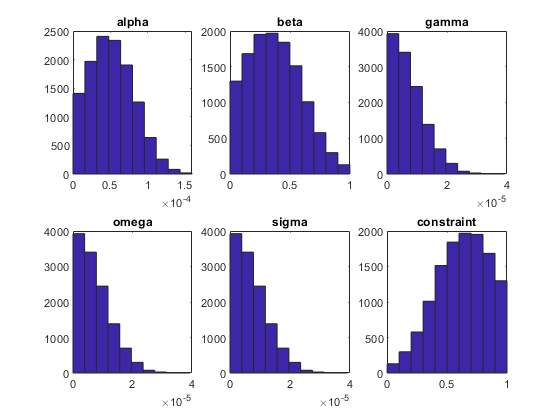 alpha beta gamma
2500 2000 4000
2000 1500 3000
1500 1000 2000
1000 500 1000
500
0 0 0
0 0.5 1 1.5 0 0.5 1 0 2 4
×10-4 ×10-5
omega sigma constraint
4000 4000 2000
3000 3000 1500
2000 2000 1000
1000 1000 500
0 0 0
0 2 4 0 2 4 0 0.5 1
×10-5 ×10-5